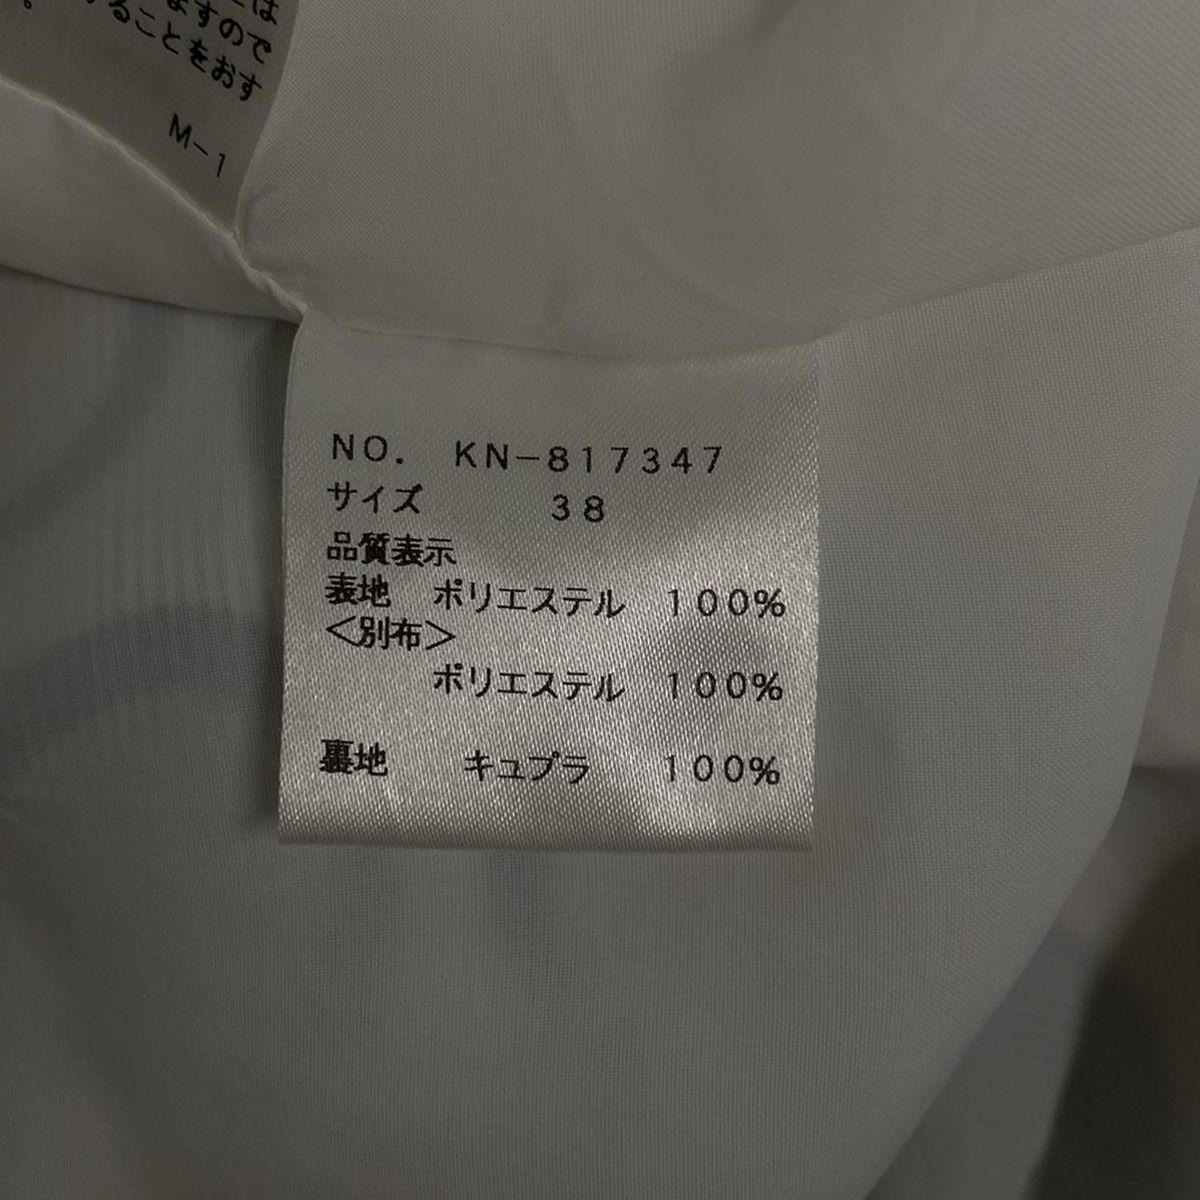 ますので
ることをおす
M-1
NO. KN-817347
サイズ 38
品質表示
表地 ポリエステル 100%
<別布>
ポリエステル 100%
裏地 キュプラ 100%